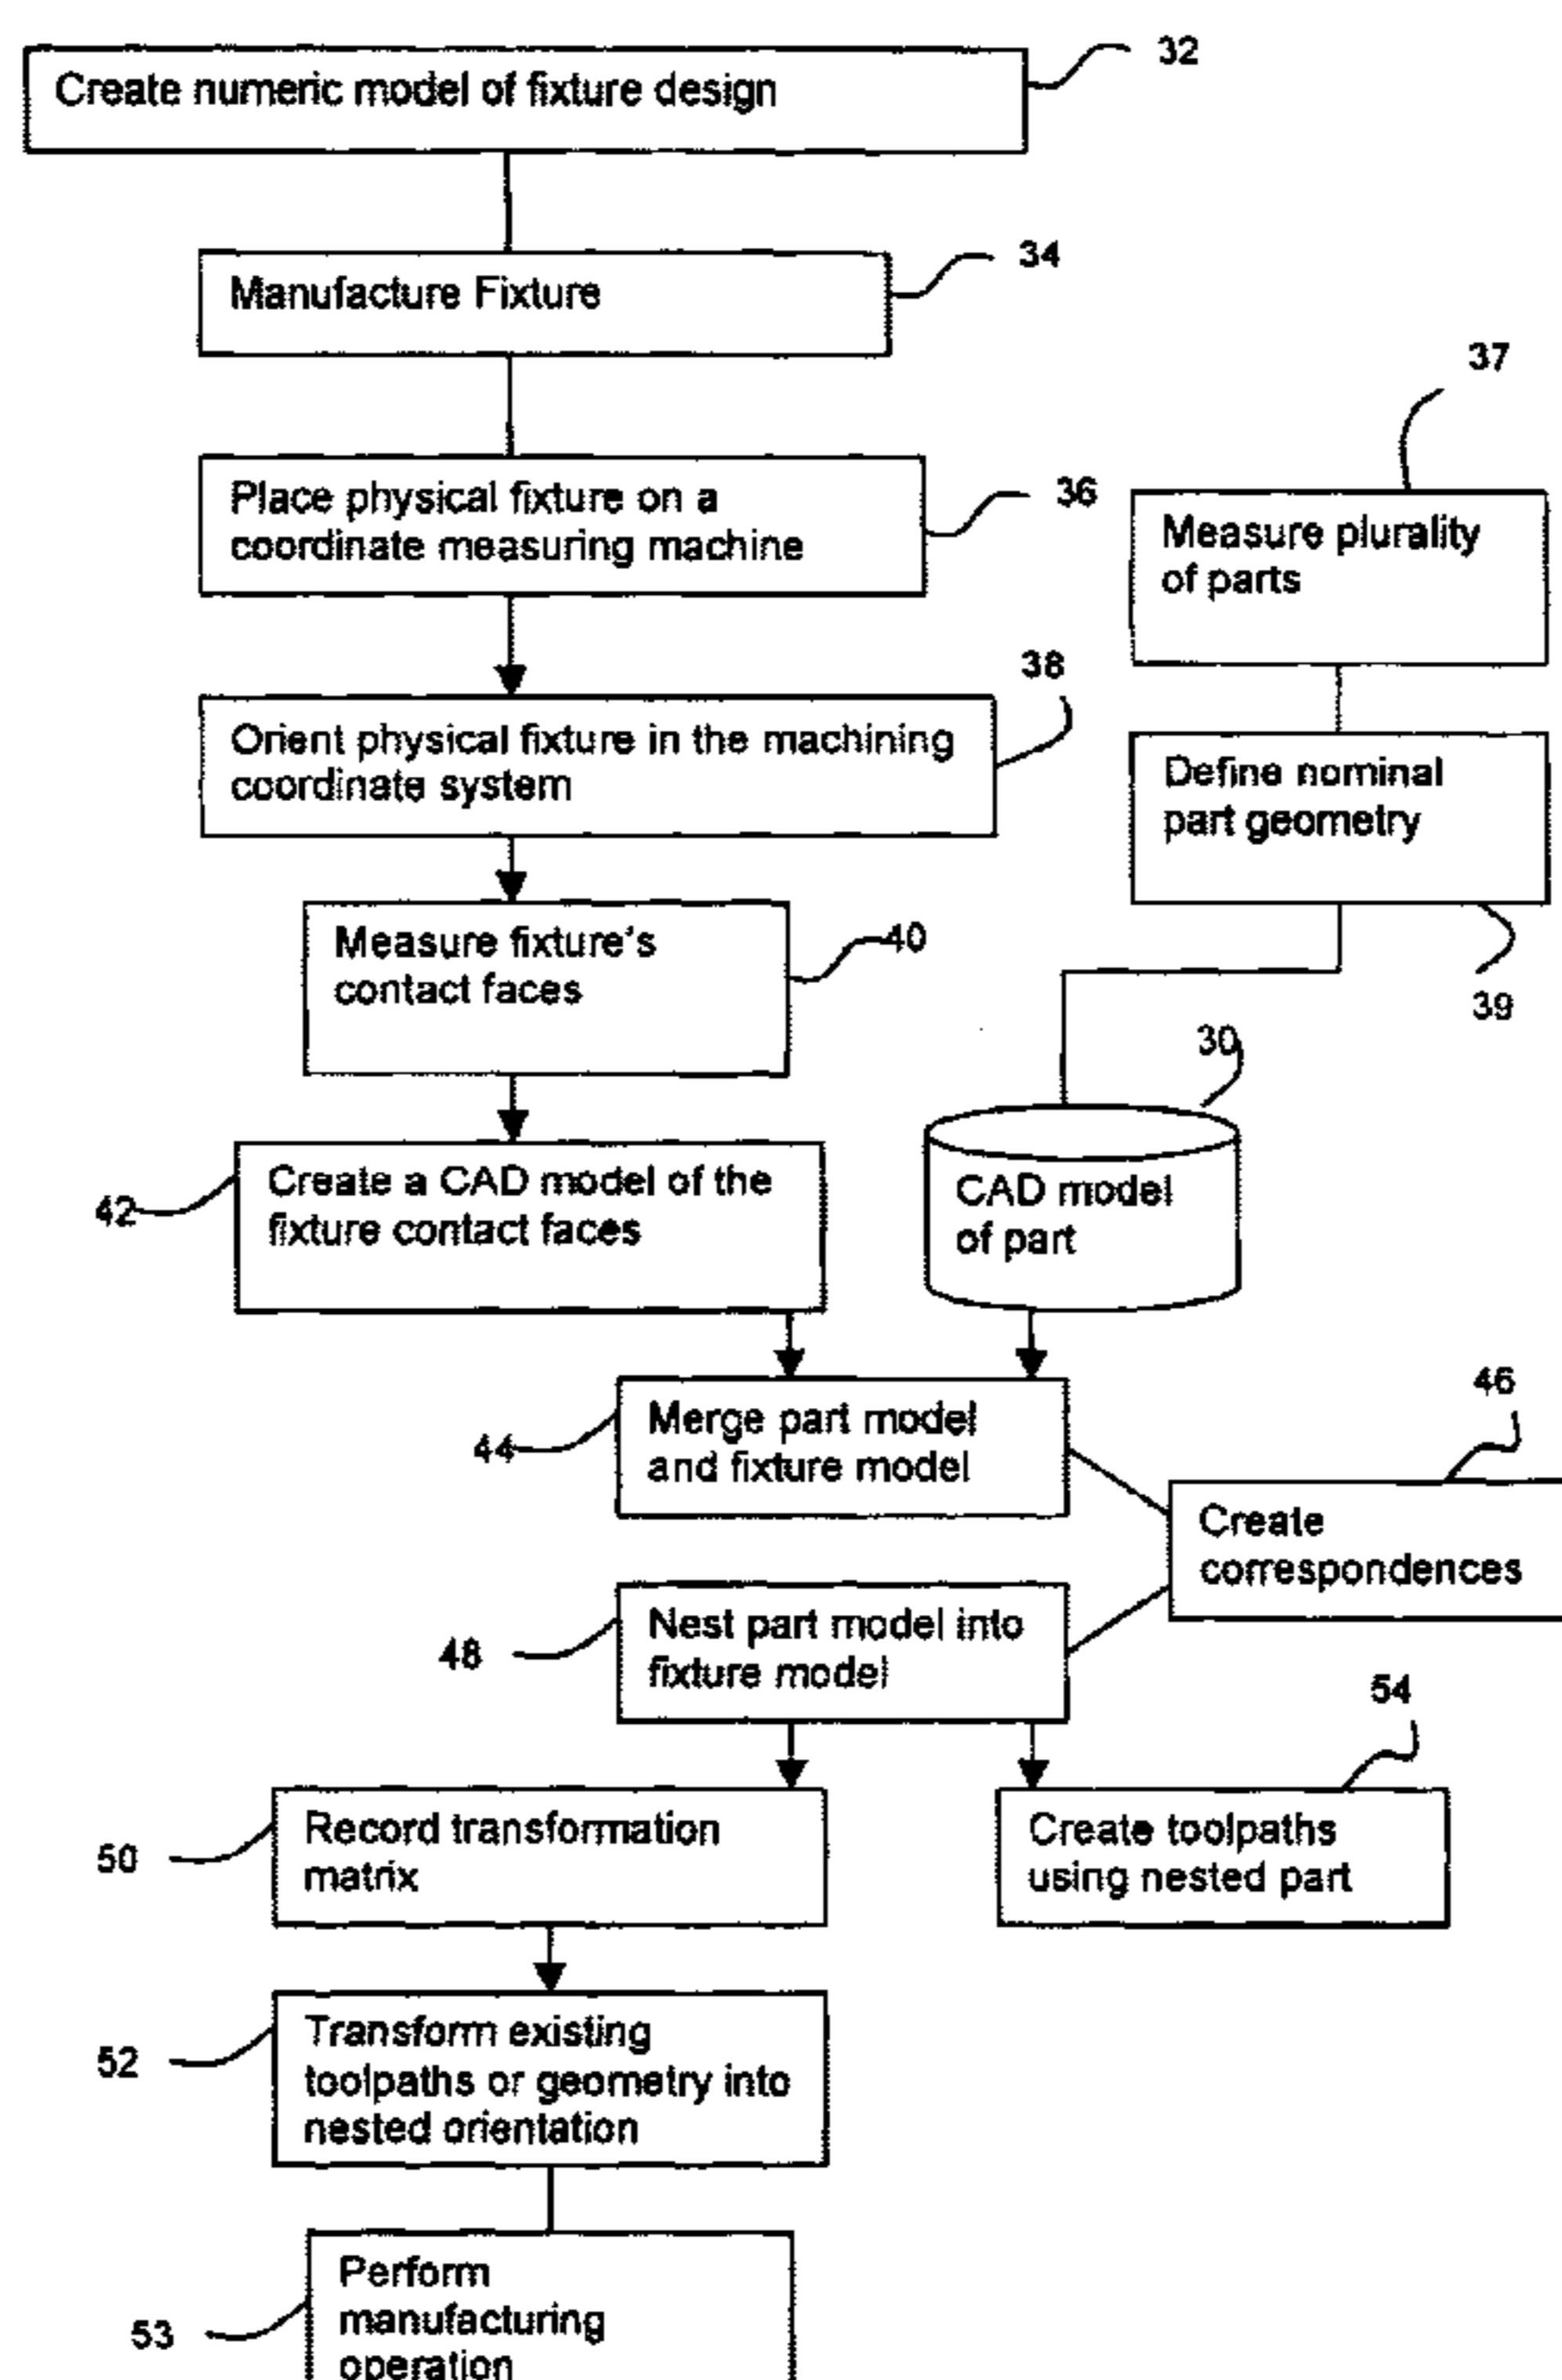 32
Create numeric model of fixture design
34
Manufacture Fixture
37
36
Place physical fixture on a
coordinate measuring machine
Measure plurality
of parts
38
Orient physical fixture in the machining
coordinate system
Define nominal
part geometry
40
Measure fixture's
contact faces
39
30
42
Create a CAD model of the
fixture contact faces
CAD model
of part
46
44
Merge part model
and fixture model
Create
correspondences
48
Nest part model into
fixture model
54
50
Record transformation
matrix
Create toolpaths
using nested part
52
Transform existing
toolpaths or geometry into
nested orientation
53
Perform
manufacturing
operation